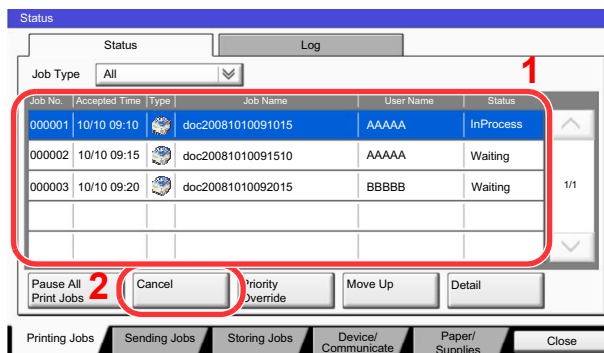 Status
Status Log
Job Type All
1
Job No. Accepted Time Type Job Name User Name Status
000001 10/10 09:10 doc20081010091015 AAAAA InProcess
000002 10/10 09:15 doc20081010091510 AAAAA Waiting
000003 10/10 09:20 doc20081010092015 BBBBB Waiting
1/1
Pause All
Print Jobs
2
Cancel
Priority
Override
Move Up
Detail
Printing Jobs
Sending Jobs
Storing Jobs
Device/
Communicate
Paper/
Supplies
Close